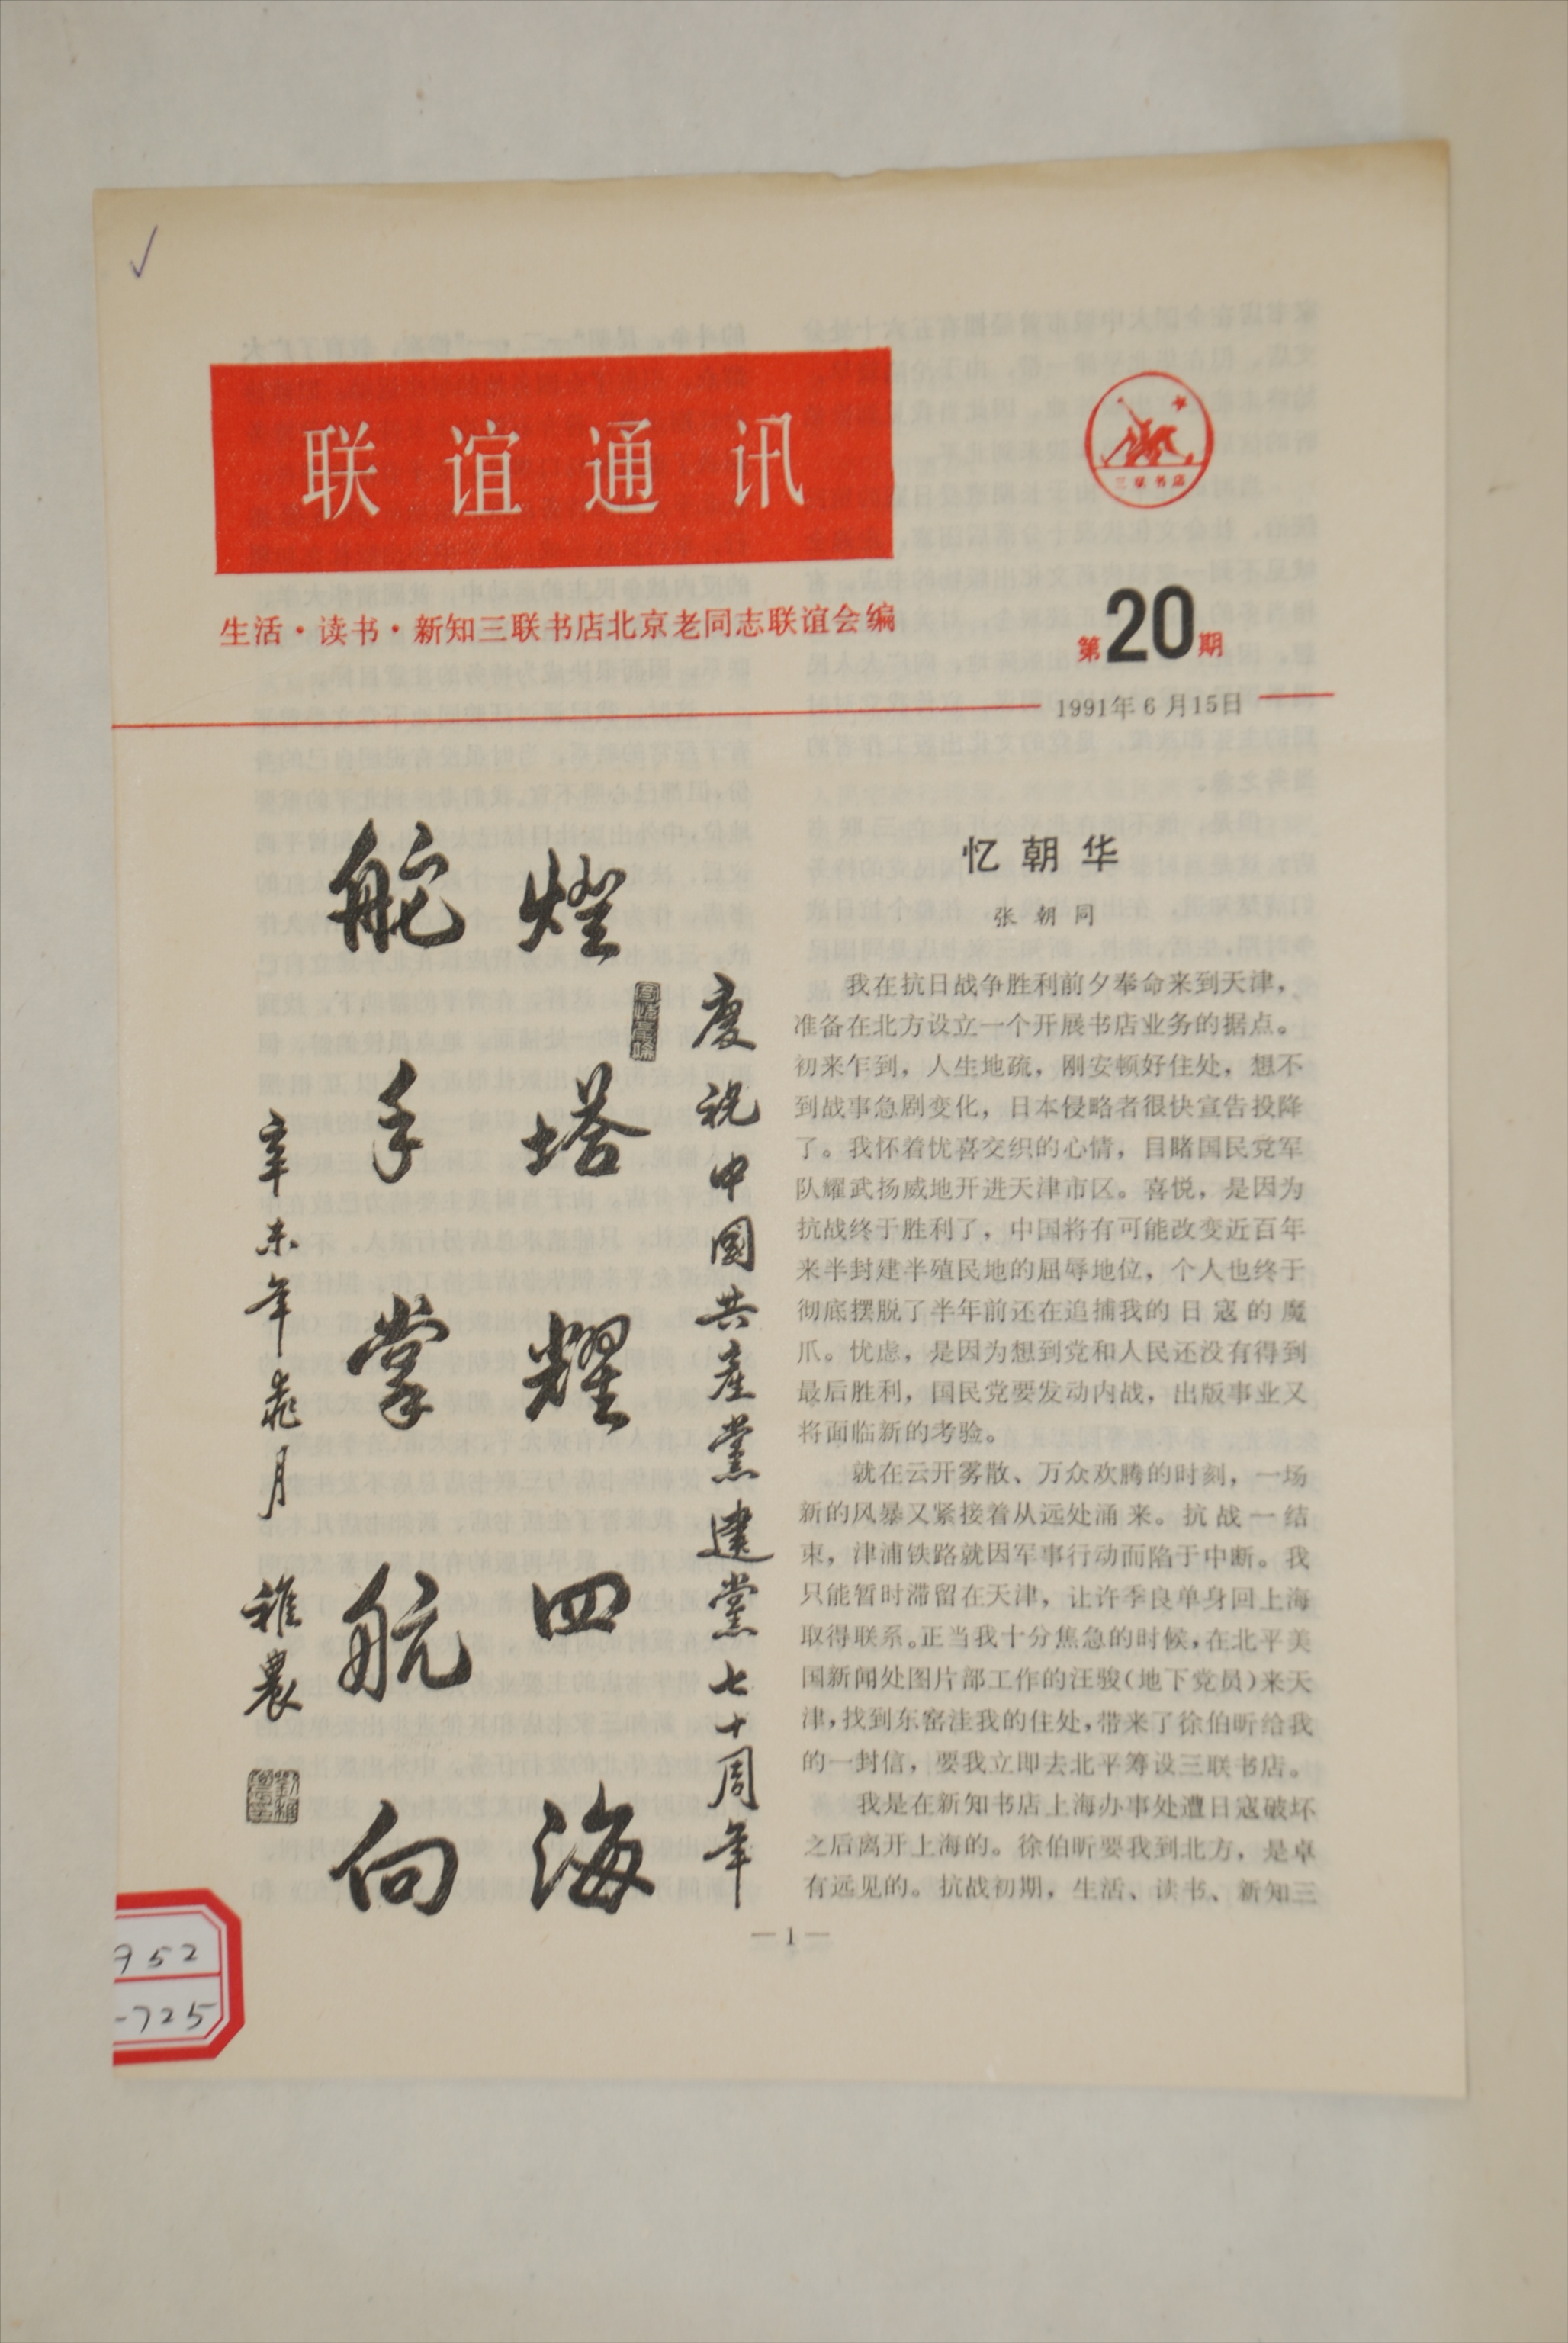 联谊通讯
三联书店
生活·读书·新知三联书店北京老同志联谊会编
第20期
1991年6月15日
庆祝中國共產黨建黨七十周年
燈塔耀四海
舵手掌航向
辛未年 月 雅農
忆朝华
张朝同
我在抗日战争胜利前夕奉命来到天津，
准备在北方设立一个开展书店业务的据点。
初来乍到，人生地疏，刚安顿好住处，想不
到战事急剧变化，日本侵略者很快宣告投降
了。我怀着忧喜交织的心情，目睹国民党军
队耀武扬威地开进天津市区。喜悦，是因为
抗战终于胜利了，中国将有可能改变近百年
来半封建半殖民地的屈辱地位，个人也终于
彻底摆脱了半年前还在追捕我的日寇的魔
爪。忧虑，是因为想到党和人民还没有得到
最后胜利，国民党要发动内战，出版事业又
将面临新的考验。
就在云开雾散、万众欢腾的时刻，一场
新的风暴又紧接着从远处涌来。抗战一结
束，津浦铁路就因军事行动而陷于中断。我
只能暂时滞留在天津，让许季良单身回上海
取得联系。正当我十分焦急的时候，在北平美
国新闻处图片部工作的汪骏（地下党员）来天
津，找到东窑洼我的住处，带来了徐伯昕给我
的一封信，要我立即去北平筹设三联书店。
我是在新知书店上海办事处遭日寇破坏
之后离开上海的。徐伯昕要我到北方，是卓
有远见的。抗战初期，生活、读书、新知三
—1—
952
-725